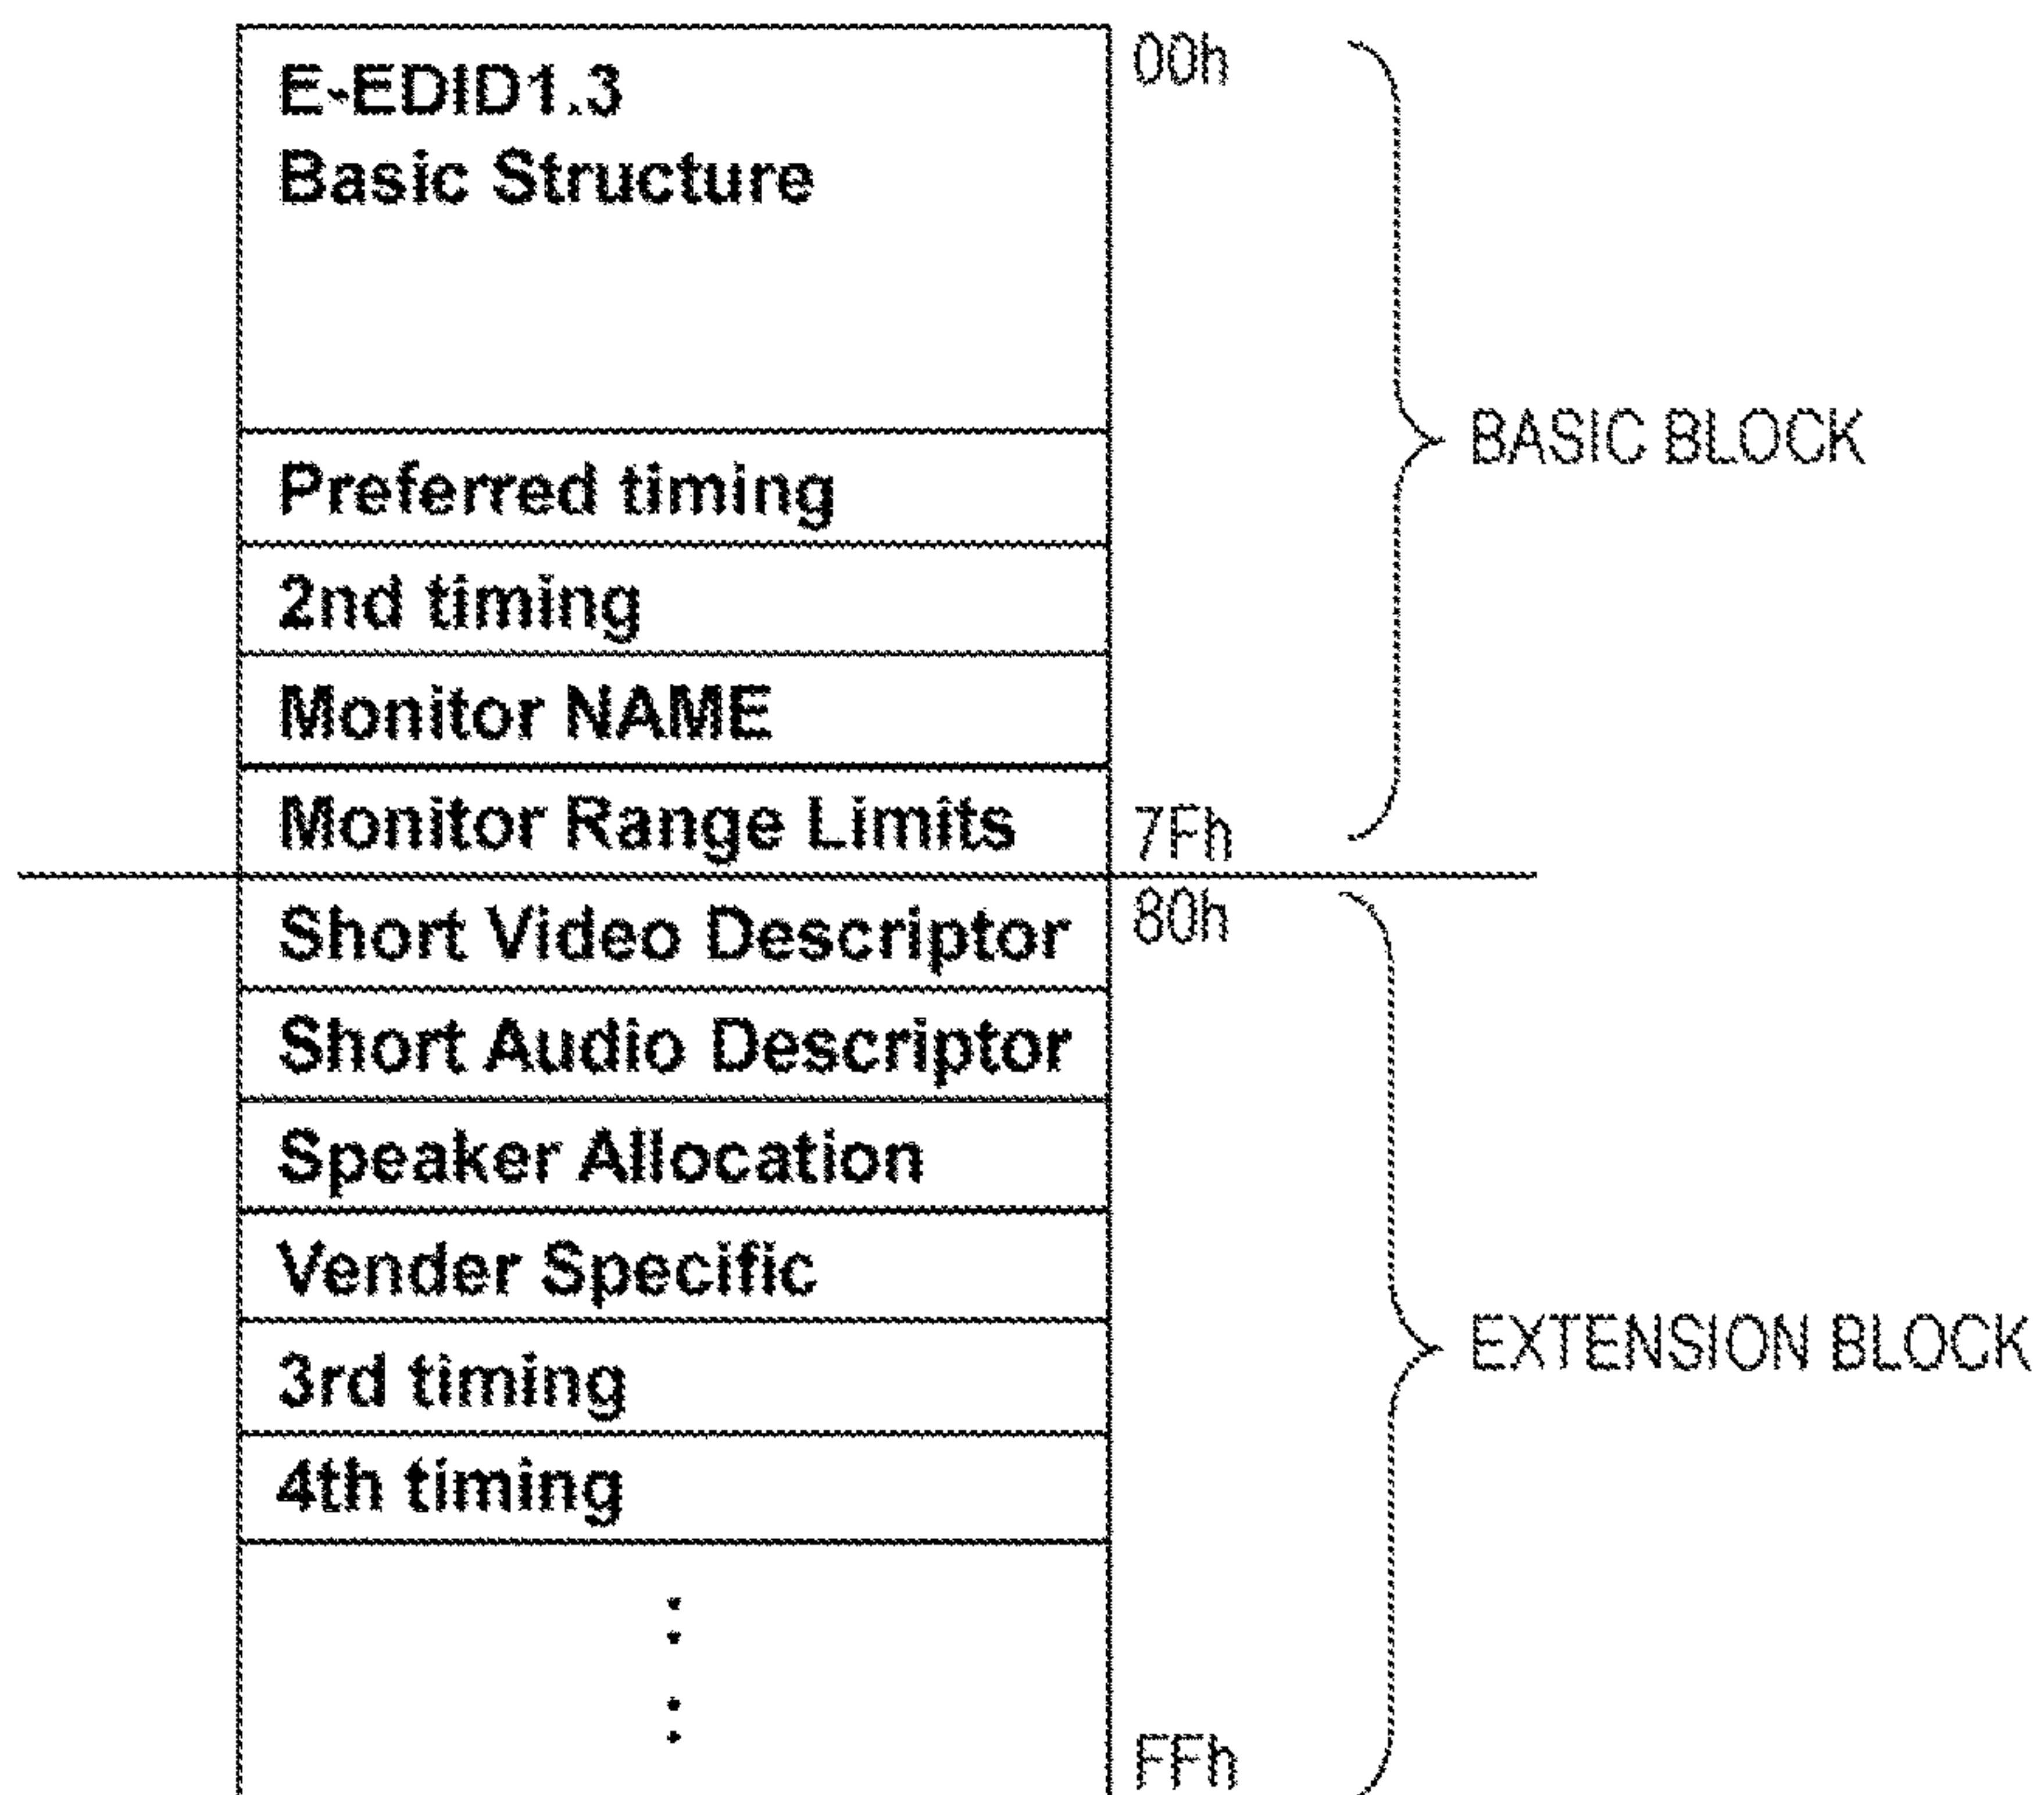 E-EDID1.3
Basic Structure
00h
BASIC BLOCK
Preferred timing
2nd timing
Monitor NAME
Monitor Range Limits
7Fh
Short Video Descriptor
80h
Short Audio Descriptor
Speaker Allocation
Vender Specific
EXTENSION BLOCK
3rd timing
4th timing
FFh